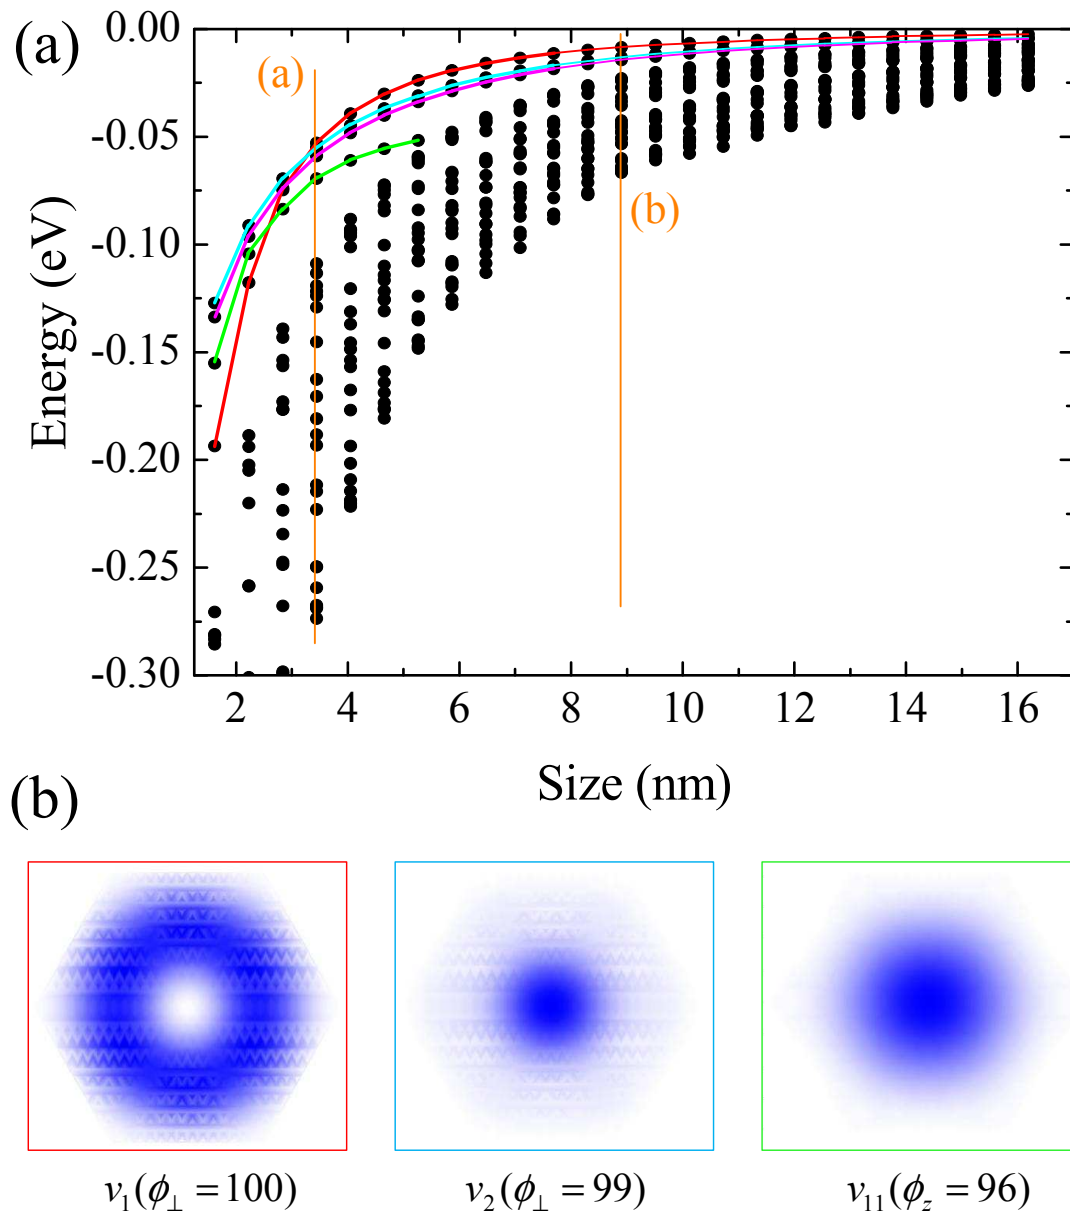 (a)
0.00
-0.05
-0.10
-0.15
-0.20
-0.25
-0.30
Energy (eV)
(a)
(b)
2 4 6 8 10 12 14 16
Size (nm)
(b)
v₁(ϕ⊥ = 100) v₂(ϕ⊥ = 99) v₁₁(ϕz = 96)